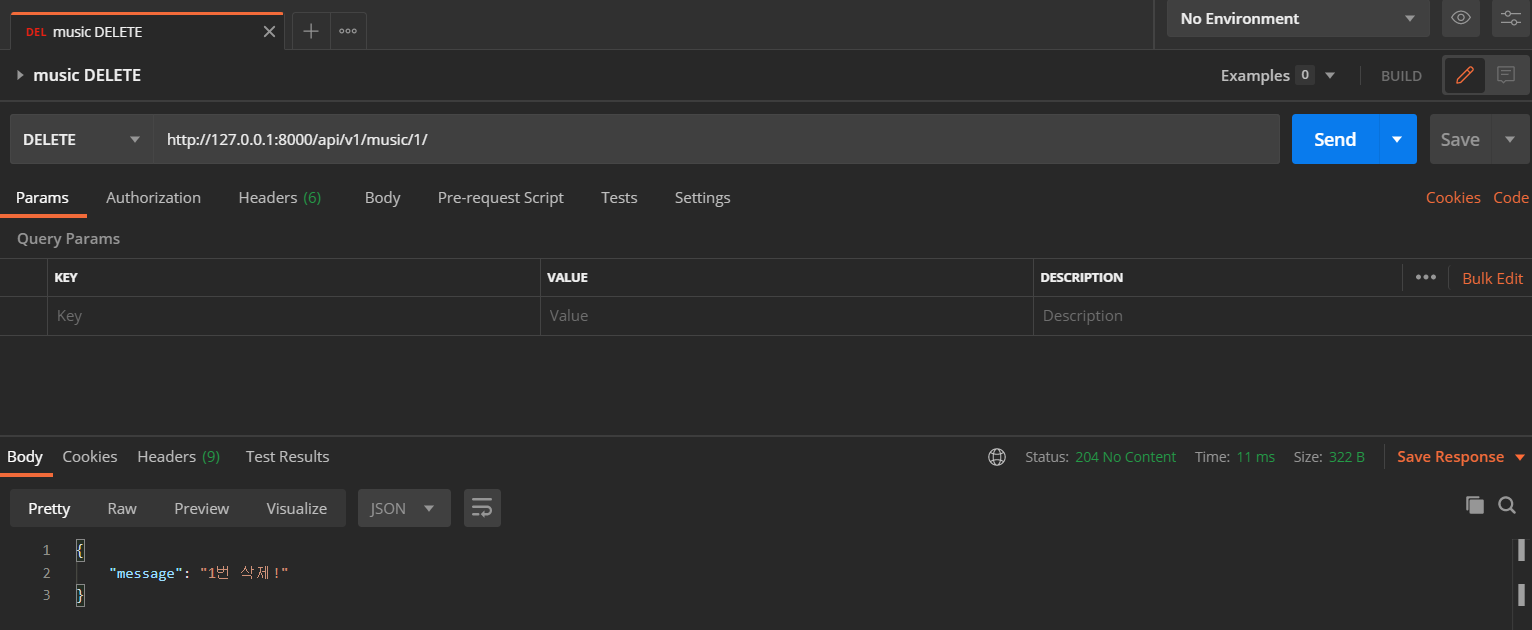 DEL music DELETE No Environment
music DELETE Examples 0 BUILD
DELETE http://127.0.0.1:8000/api/v1/music/1/ Send Save
Params Authorization Headers (6) Body Pre-request Script Tests Settings Cookies Code
Query Params
KEY VALUE DESCRIPTION Bulk Edit
Key Value Description
Body Cookies Headers (9) Test Results Status: 204 No Content Time: 11 ms Size: 322 B Save Response
Pretty Raw Preview Visualize JSON
1 {
2 "message": "1번 삭제!"
3 }